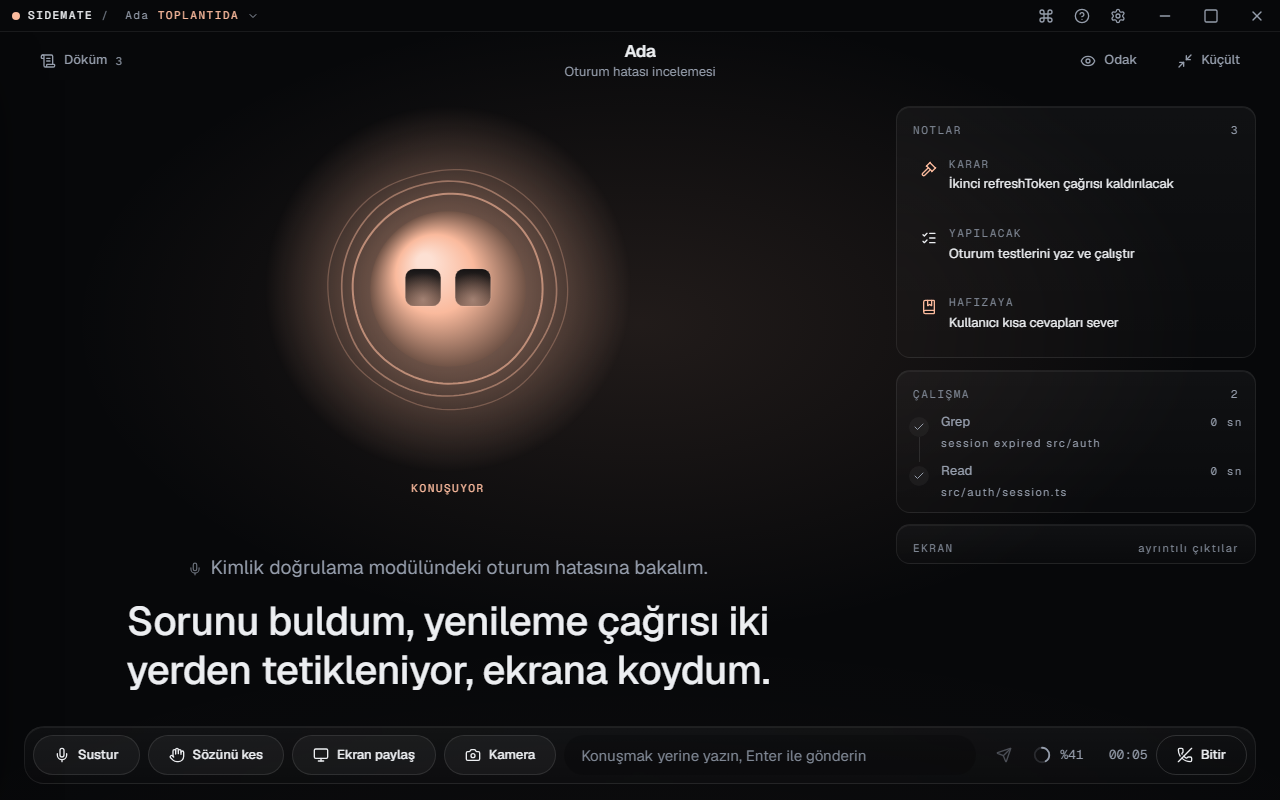 SIDEMATE / Ada TOPLANTIDA
Döküm 3
Ada
Oturum hatası incelemesi
Odak
Küçült
NOTLAR 3
KARAR
İkinci refreshToken çağrısı kaldırılacak
YAPILACAK
Oturum testlerini yaz ve çalıştır
HAFIZAYA
Kullanıcı kısa cevapları sever
ÇALIŞMA 2
Grep 0 sn
session expired src/auth
Read 0 sn
src/auth/session.ts
EKRAN ayrıntılı çıktılar
KONUŞUYOR
Kimlik doğrulama modülündeki oturum hatasına bakalım.
Sorunu buldum, yenileme çağrısı iki
yerden tetikleniyor, ekrana koydum.
Sustur
Sözünü kes
Ekran paylaş
Kamera
Konuşmak yerine yazın, Enter ile gönderin
%41
00:05
Bitir